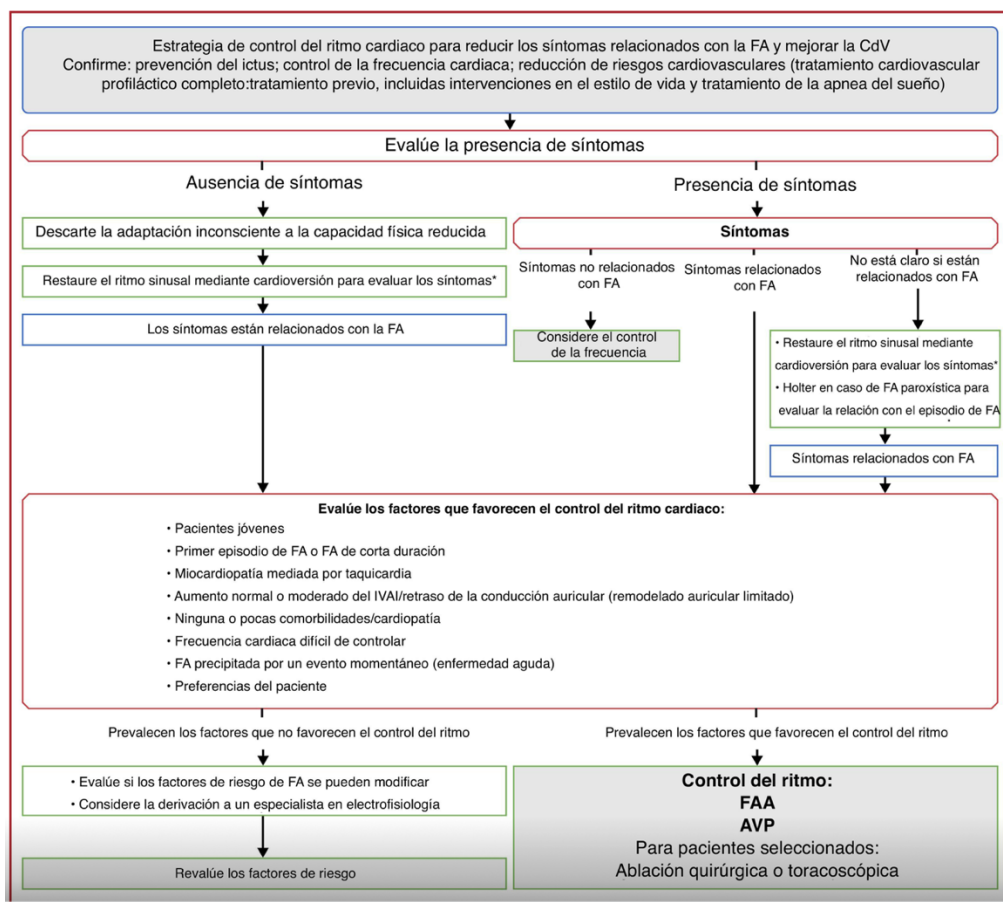 Estrategia de control del ritmo cardiaco para reducir los síntomas relacionados con la FA y mejorar la CdV
Confirme: prevención del ictus; control de la frecuencia cardiaca; reducción de riesgos cardiovasculares (tratamiento cardiovascular
profiláctico completo:tratamiento previo, incluidas intervenciones en el estilo de vida y tratamiento de la apnea del sueño)
Evalúe la presencia de síntomas
Ausencia de síntomas
Presencia de síntomas
Descarte la adaptación inconsciente a la capacidad física reducida
Restaure el ritmo sinusal mediante cardioversión para evaluar los síntomas*
Los síntomas están relacionados con la FA
Síntomas
Síntomas no relacionados
con FA
Síntomas relacionados
con FA
No está claro si están
relacionados con FA
Considere el control
de la frecuencia
• Restaure el ritmo sinusal mediante
cardioversión para evaluar los síntomas*
• Holter en caso de FA paroxística para
evaluar la relación con el episodio de FA
Síntomas relacionados con FA
Evalúe los factores que favorecen el control del ritmo cardiaco:
• Pacientes jóvenes
• Primer episodio de FA o FA de corta duración
• Miocardiopatía mediada por taquicardia
• Aumento normal o moderado del IVAI/retraso de la conducción auricular (remodelado auricular limitado)
• Ninguna o pocas comorbilidades/cardiopatía
• Frecuencia cardiaca difícil de controlar
• FA precipitada por un evento momentáneo (enfermedad aguda)
• Preferencias del paciente
Prevalecen los factores que no favorecen el control del ritmo
Prevalecen los factores que favorecen el control del ritmo
• Evalúe si los factores de riesgo de FA se pueden modificar
• Considere la derivación a un especialista en electrofisiología
Revalúe los factores de riesgo
Control del ritmo:
FAA
AVP
Para pacientes seleccionados:
Ablación quirúrgica o toracoscópica